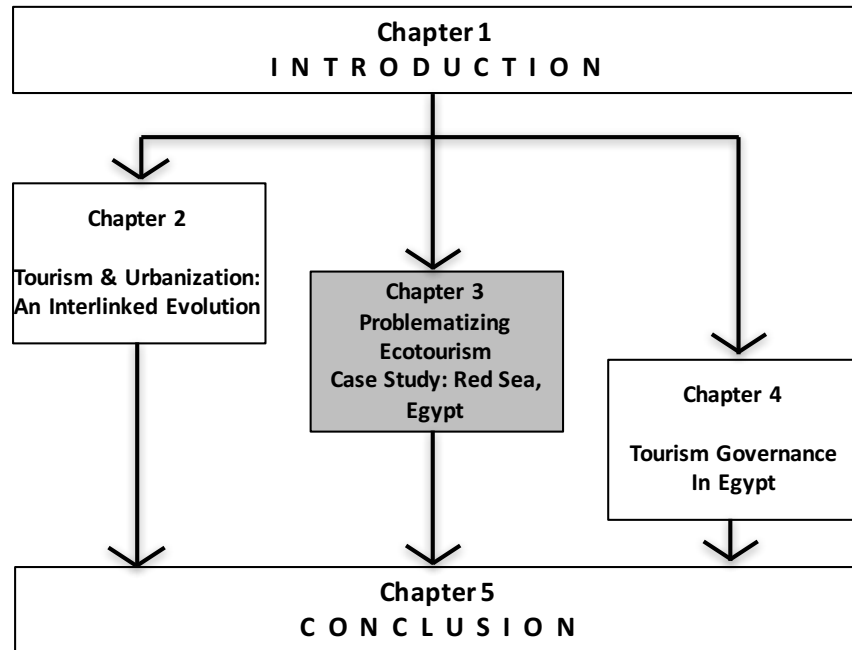 Chapter 1
I N T R O D U C T I O N
Chapter 2
Tourism & Urbanization:
An Interlinked Evolution
Chapter 3
Problematizing
Ecotourism
Case Study: Red Sea,
Egypt
Chapter 4
Tourism Governance
In Egypt
Chapter 5
C O N C L U S I O N